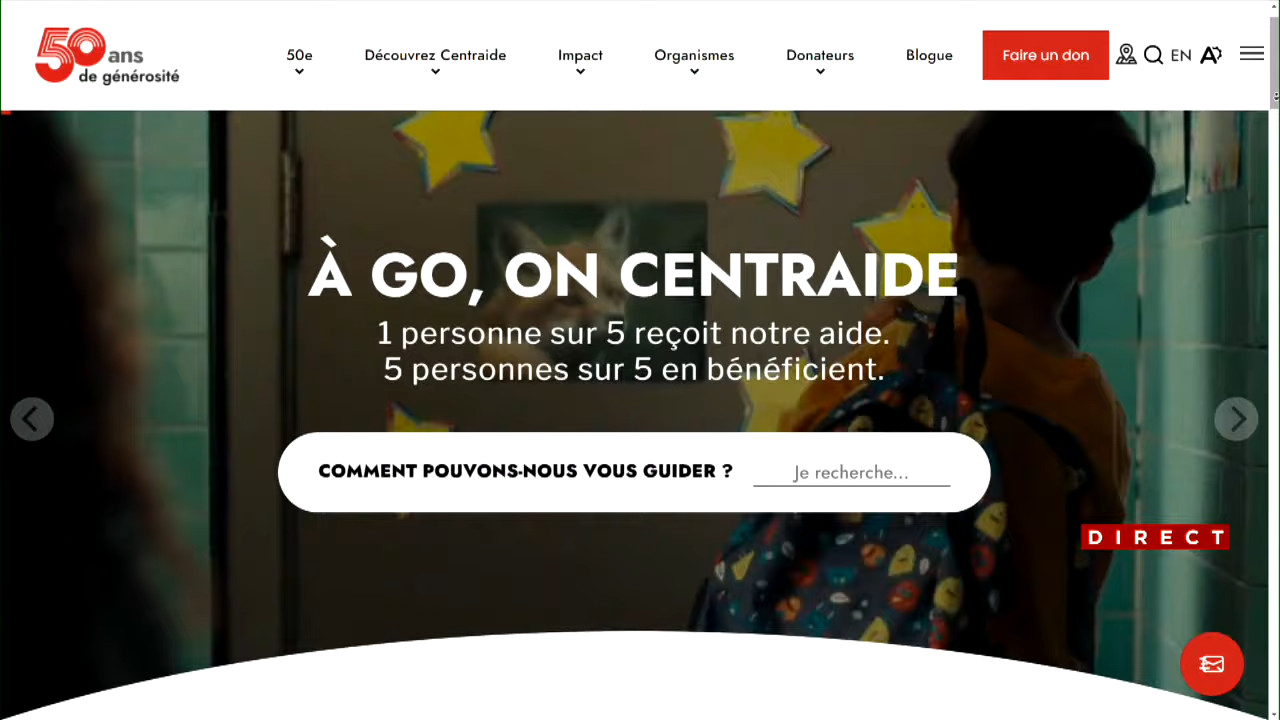 50 ans
de générosité
50e
Découvrez Centraide
Impact
Organismes
Donateurs
Blogue
Faire un don
EN
À GO, ON CENTRAIDE
1 personne sur 5 reçoit notre aide.
5 personnes sur 5 en bénéficient.
COMMENT POUVONS-NOUS VOUS GUIDER ?
Je recherche...
DIRECT